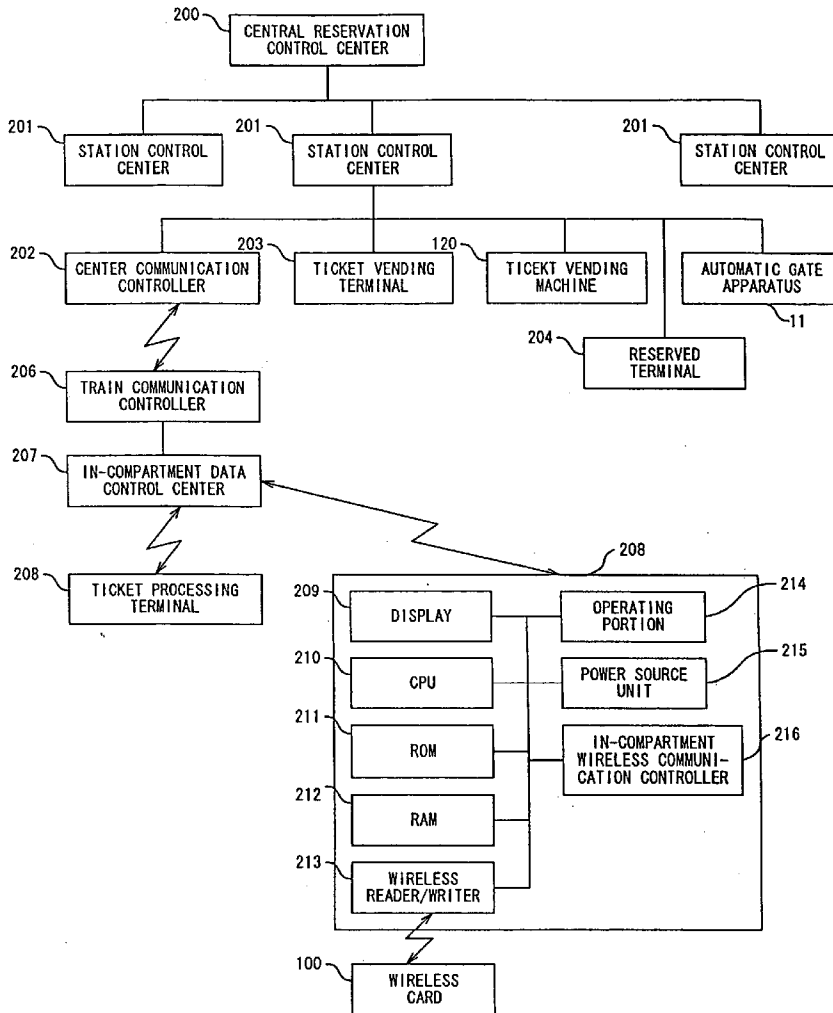 200
CENTRAL RESERVATION
CONTROL CENTER
201
STATION CONTROL
CENTER
201
STATION CONTROL
CENTER
201
STATION CONTROL
CENTER
202
CENTER COMMUNICATION
CONTROLLER
203
TICKET VENDING
TERMINAL
120
TICEKT VENDING
MACHINE
AUTOMATIC GATE
APPARATUS
11
204
RESERVED
TERMINAL
206
TRAIN COMMUNICATION
CONTROLLER
207
IN-COMPARTMENT DATA
CONTROL CENTER
208
TICKET PROCESSING
TERMINAL
208
209
DISPLAY
OPERATING
PORTION
214
210
CPU
POWER SOURCE
UNIT
215
211
ROM
IN-COMPARTMENT
WIRELESS COMMUNI-
CATION CONTROLLER
216
212
RAM
213
WIRELESS
READER/WRITER
100
WIRELESS
CARD